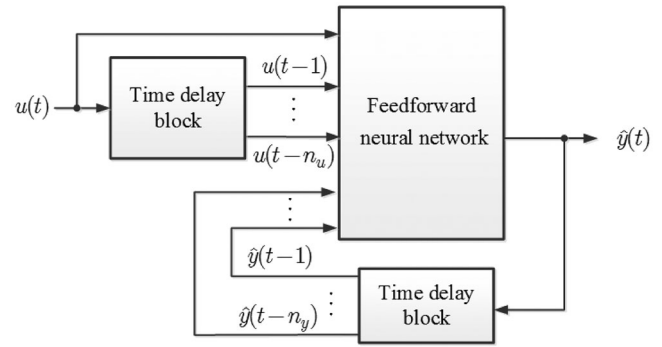 u(t)
Time delay
block
u(t−1)
⋮
u(t−n_u)
Feedforward
neural network
ŷ(t)
⋮
ŷ(t−1)
⋮
ŷ(t−n_y)
Time delay
block